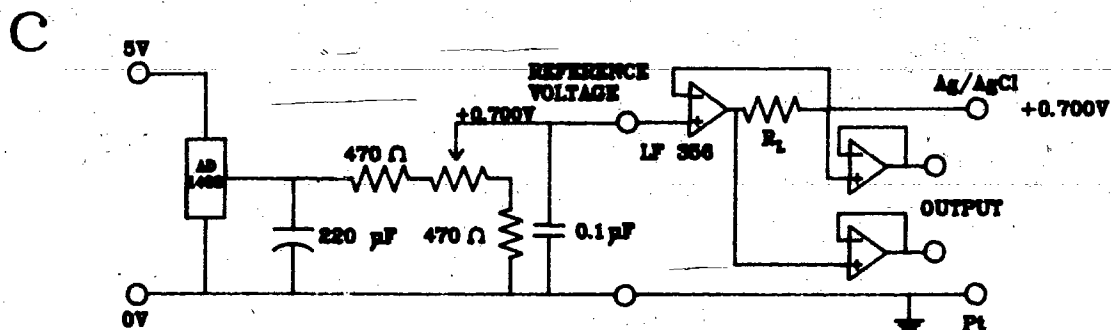 C
5V
REFERENCE
VOLTAGE
Ag/AgCl
+0.700V
+0.700V
LF 356
R_L
470 Ω
AD
220 µF
470 Ω
0.1 µF
OUTPUT
0V
Pt